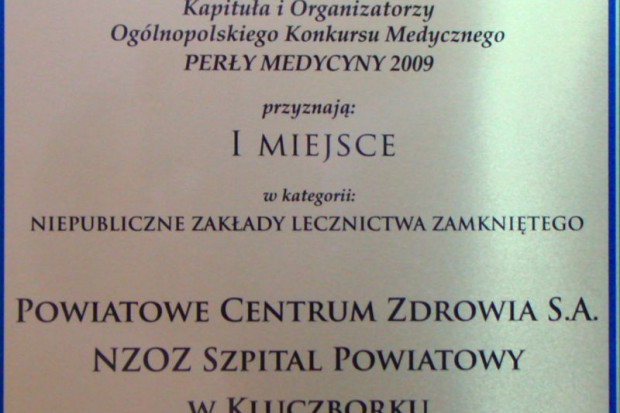 Kapituła i Organizatorzy
Ogólnopolskiego Konkursu Medycznego
PERŁY MEDYCYNY 2009
przyznają:
I MIEJSCE
w kategorii:
NIEPUBLICZNE ZAKŁADY LECZNICTWA ZAMKNIĘTEGO
POWIATOWE CENTRUM ZDROWIA S.A.
NZOZ SZPITAL POWIATOWY
W KLUCZBORKU